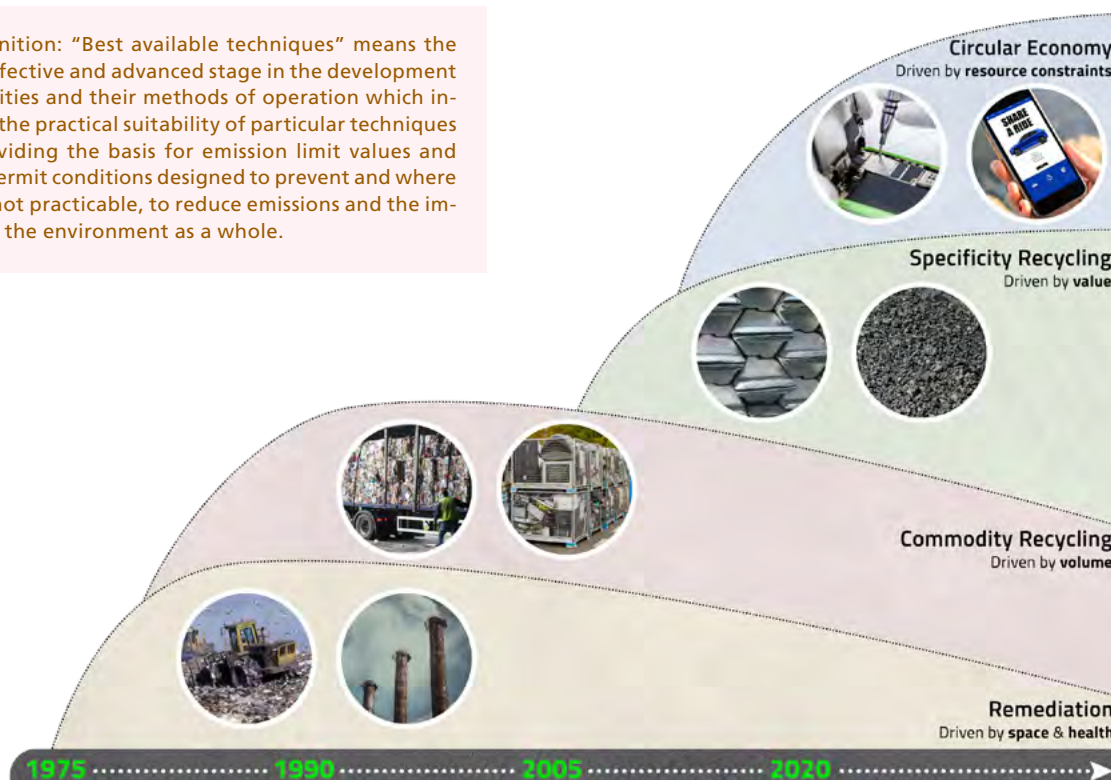 nition: “Best available techniques” means the
fective and advanced stage in the development
ities and their methods of operation which in-
the practical suitability of particular techniques
viding the basis for emission limit values and
ermit conditions designed to prevent and where
not practicable, to reduce emissions and the im-
the environment as a whole.
Circular Economy
Driven by resource constraints
SHARE
A RIDE
Specificity Recycling
Driven by value
Commodity Recycling
Driven by volume
Remediation
Driven by space & health
1975 1990 2005 2020